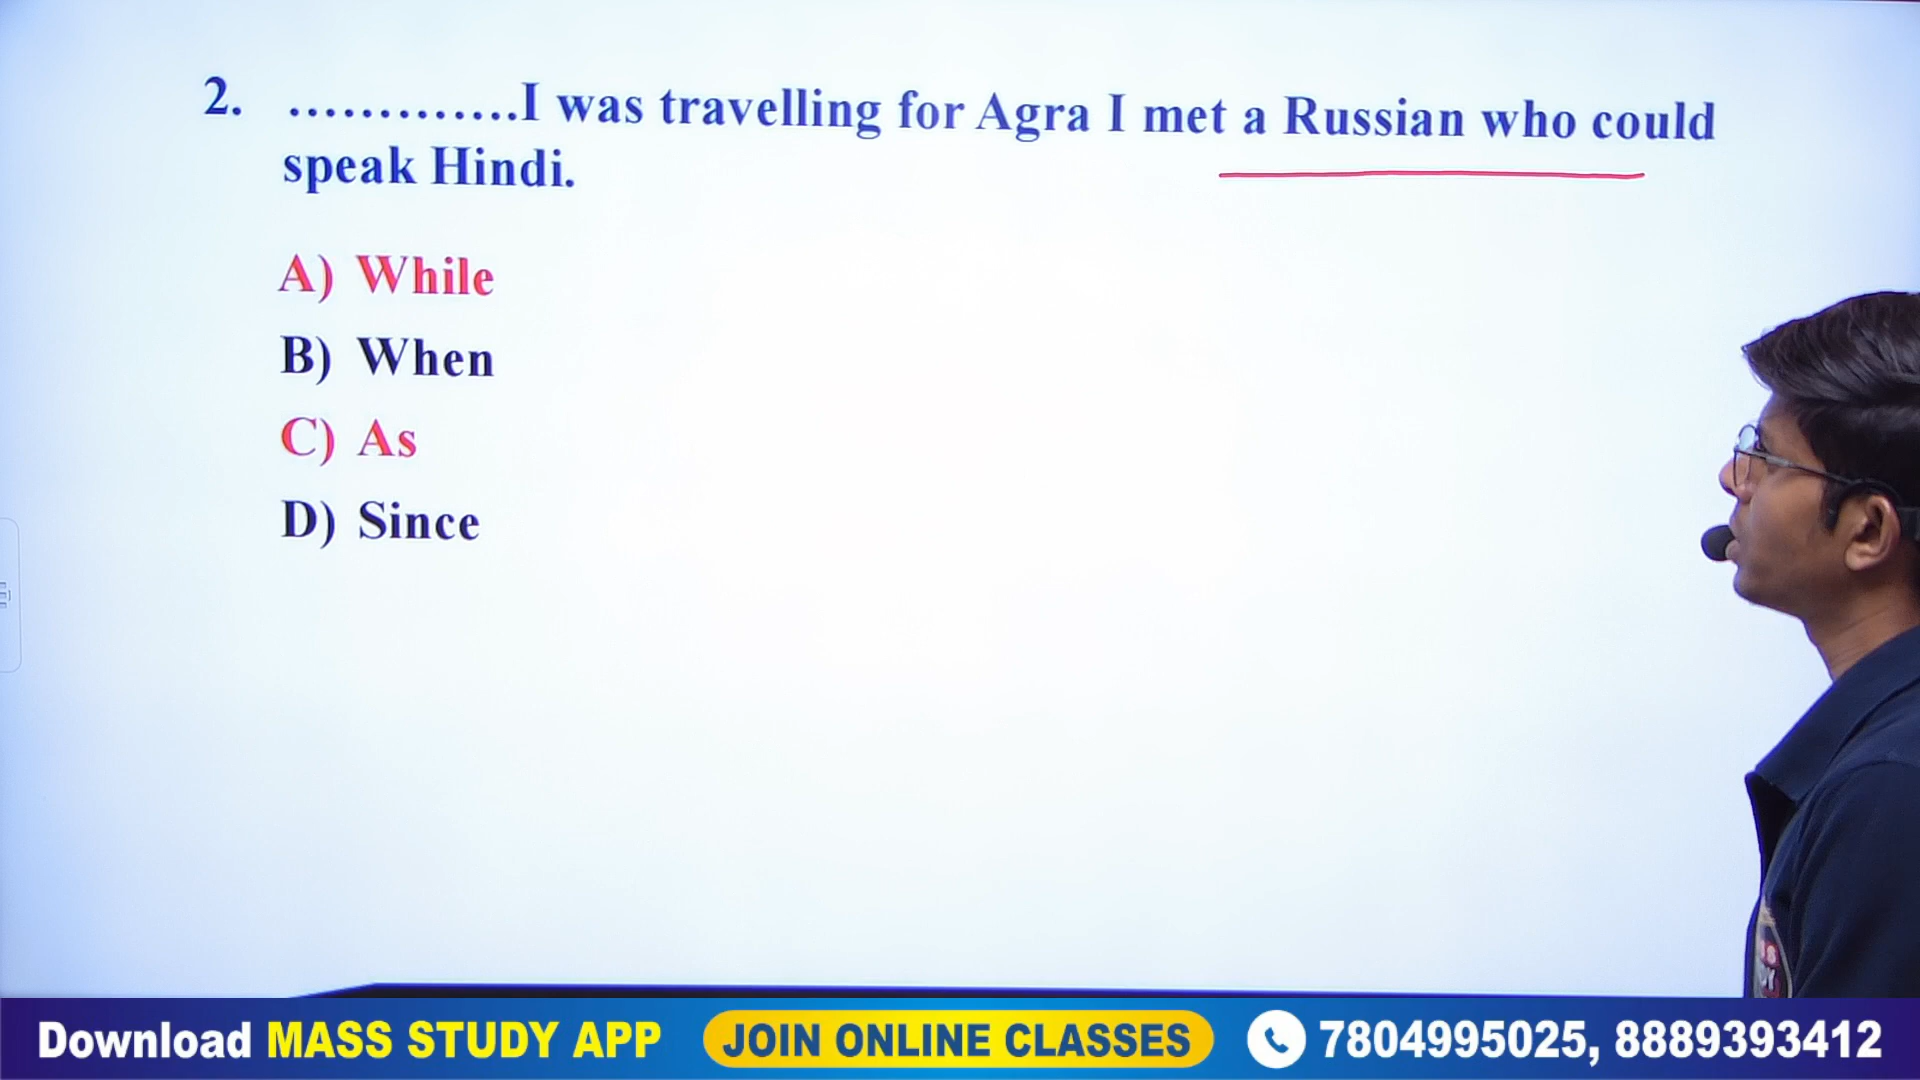 2. .............I was travelling for Agra I met a Russian who could
speak Hindi.
A) While
B) When
C) As
D) Since
Download MASS STUDY APP
JOIN ONLINE CLASSES
7804995025, 8889393412